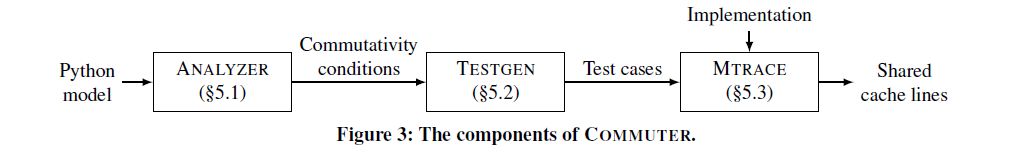 Implementation
Python
model
ANALYZER
(§5.1)
Commutativity
conditions
TESTGEN
(§5.2)
Test cases
MTRACE
(§5.3)
Shared
cache lines
Figure 3: The components of COMMUTER.